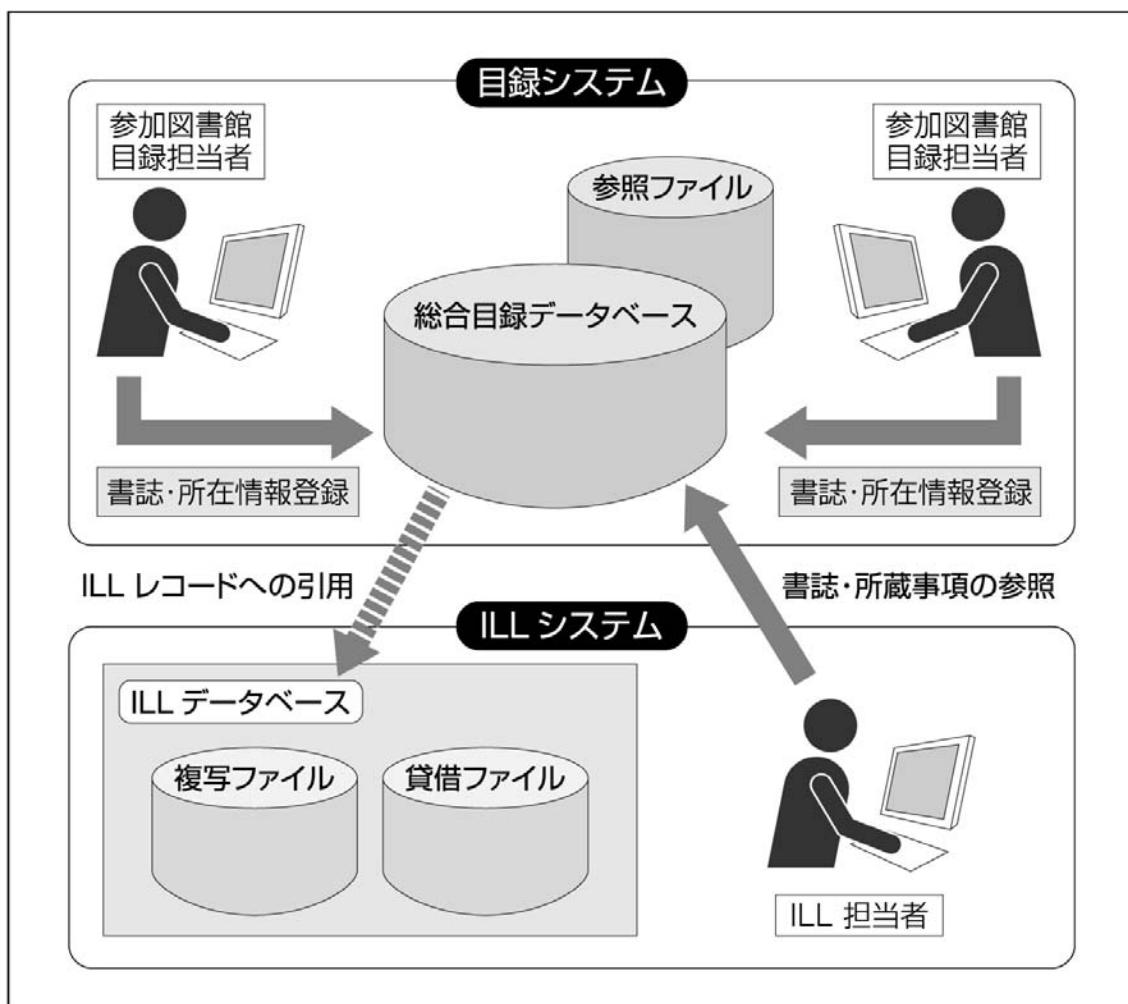 目録システム
参加図書館
目録担当者
参加図書館
目録担当者
参照ファイル
総合目録データベース
書誌・所在情報登録
書誌・所在情報登録
ILL レコードへの引用
書誌・所蔵事項の参照
ILL システム
ILL データベース
複写ファイル
貸借ファイル
ILL 担当者